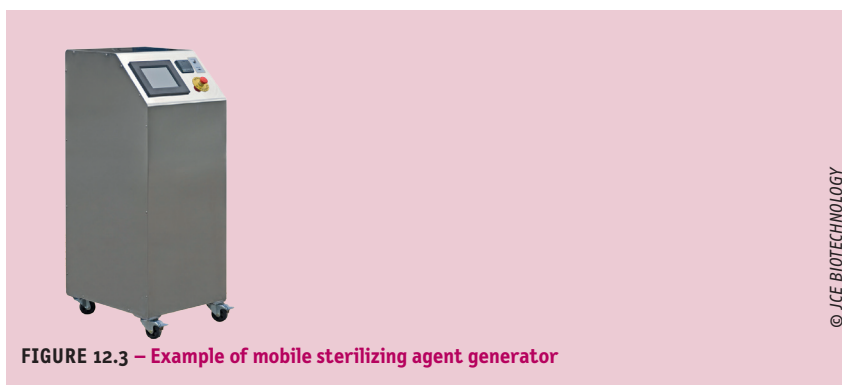 © JCE BIOTECHNOLOGY
FIGURE 12.3 – Example of mobile sterilizing agent generator